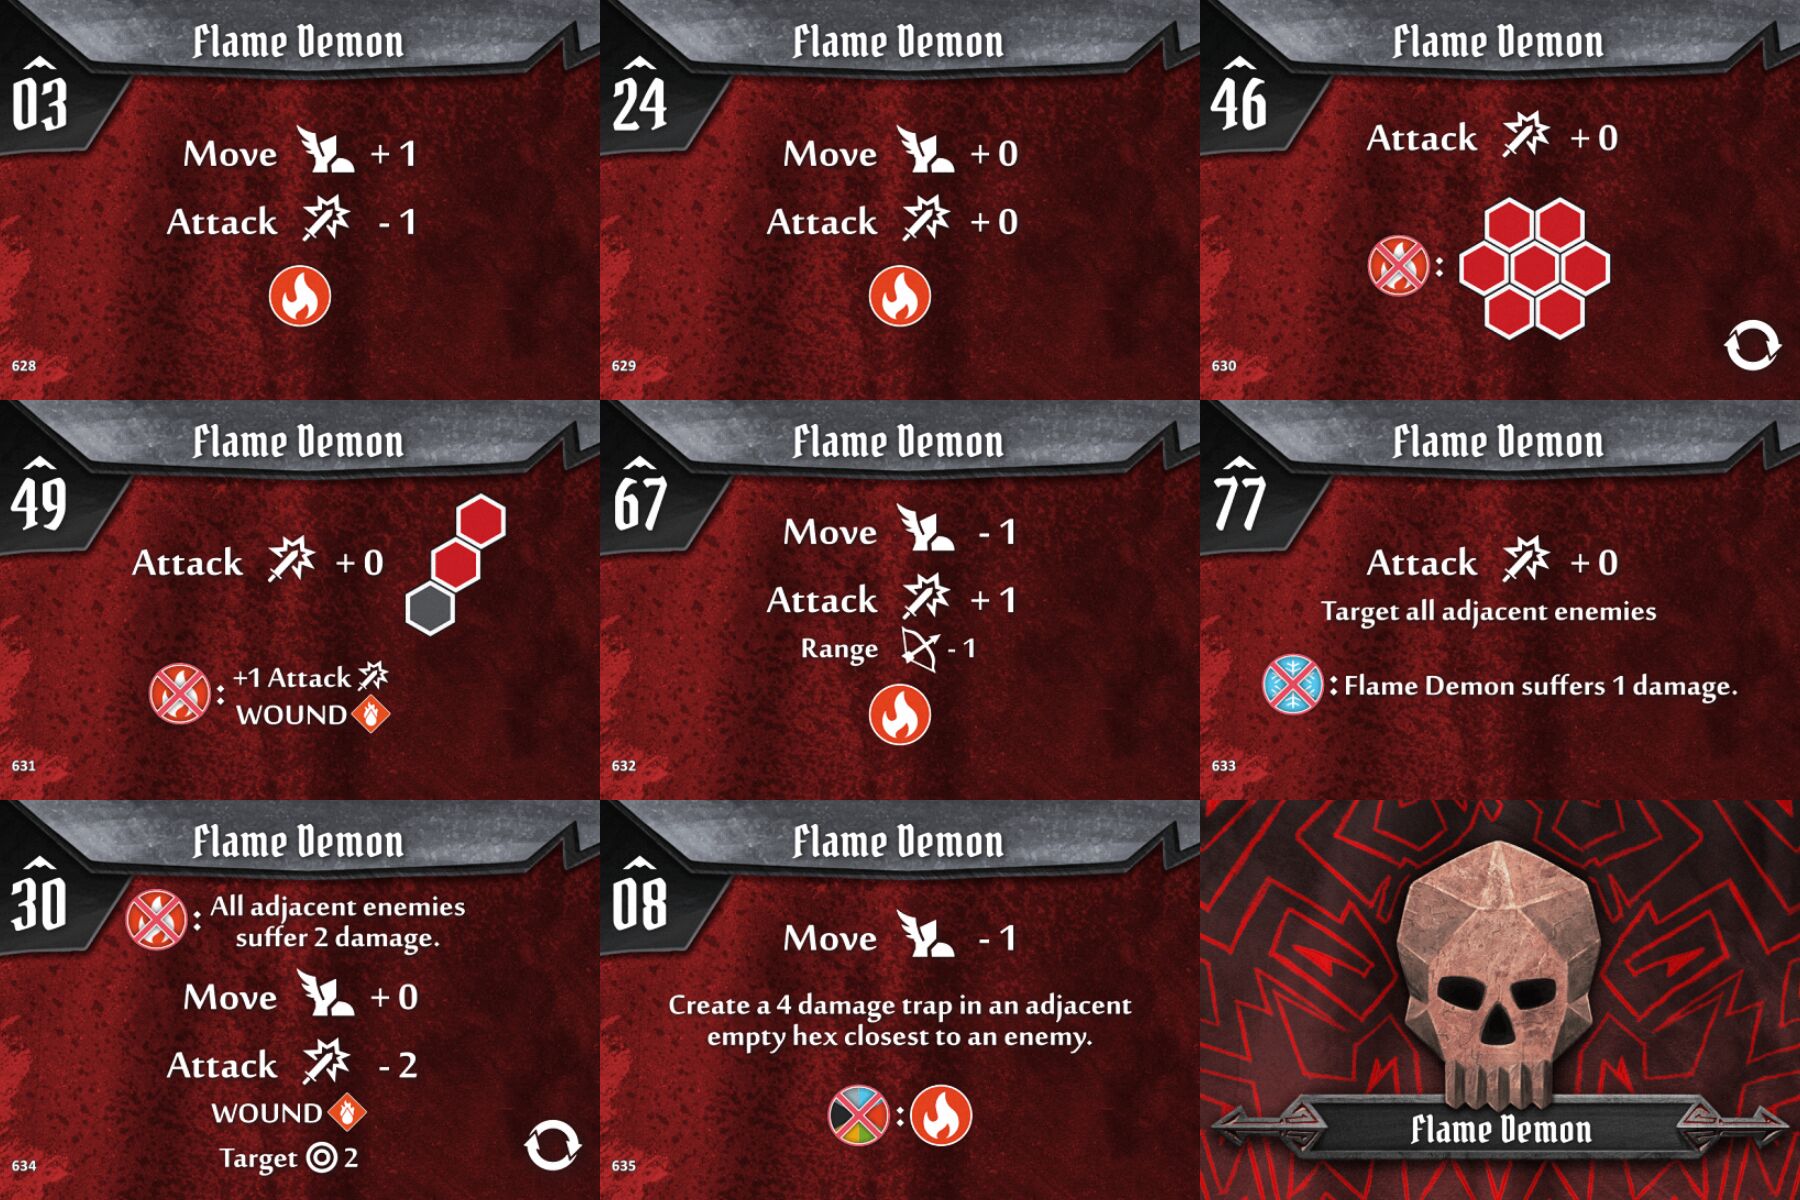 Flame Demon
03
Move + 1
Attack - 1
628
Flame Demon
24
Move + 0
Attack + 0
629
Flame Demon
46
Attack + 0
:
630
Flame Demon
49
Attack + 0
: +1 Attack
WOUND
631
Flame Demon
67
Move - 1
Attack + 1
Range - 1
632
Flame Demon
77
Attack + 0
Target all adjacent enemies
: Flame Demon suffers 1 damage.
633
Flame Demon
30
: All adjacent enemies
suffer 2 damage.
Move + 0
Attack - 2
WOUND
Target 2
634
Flame Demon
08
Move - 1
Create a 4 damage trap in an adjacent
empty hex closest to an enemy.
:
635
Flame Demon